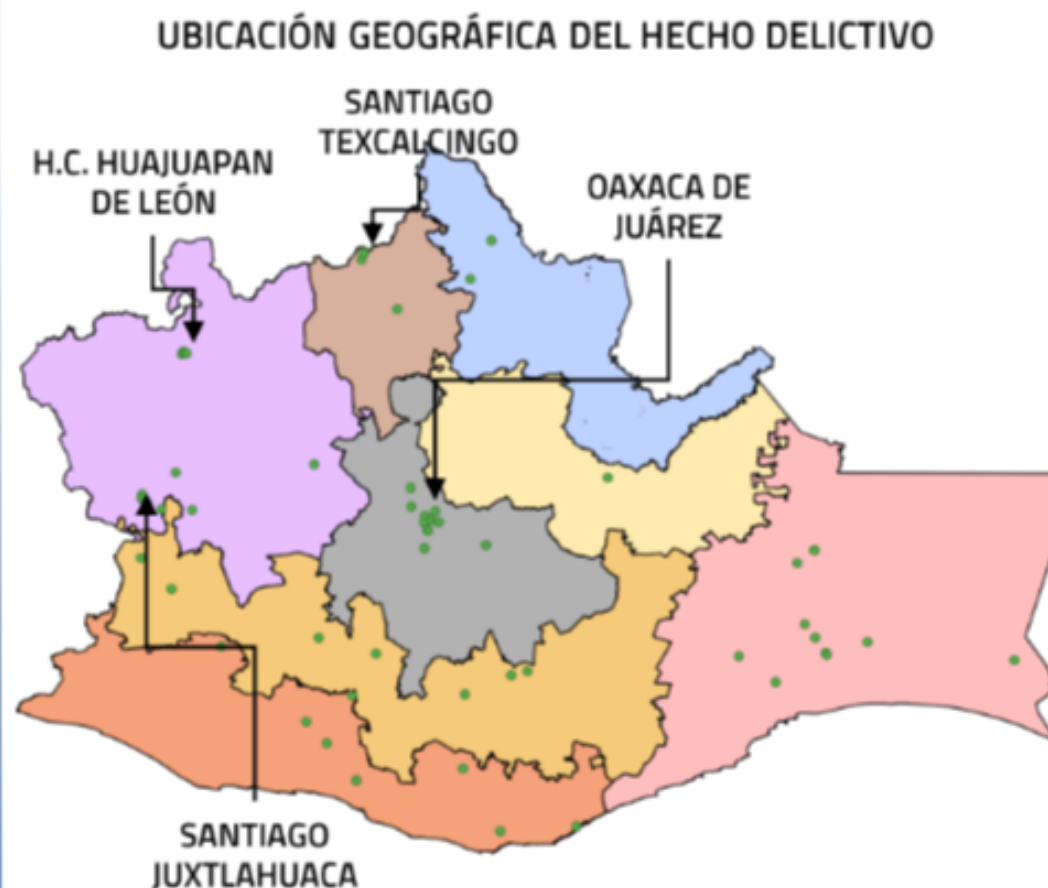 UBICACIÓN GEOGRÁFICA DEL HECHO DELICTIVO
SANTIAGO
TEXCALCINGO
H.C. HUAJUAPAN
DE LEÓN
OAXACA DE
JUÁREZ
SANTIAGO
JUXTLAHUACA